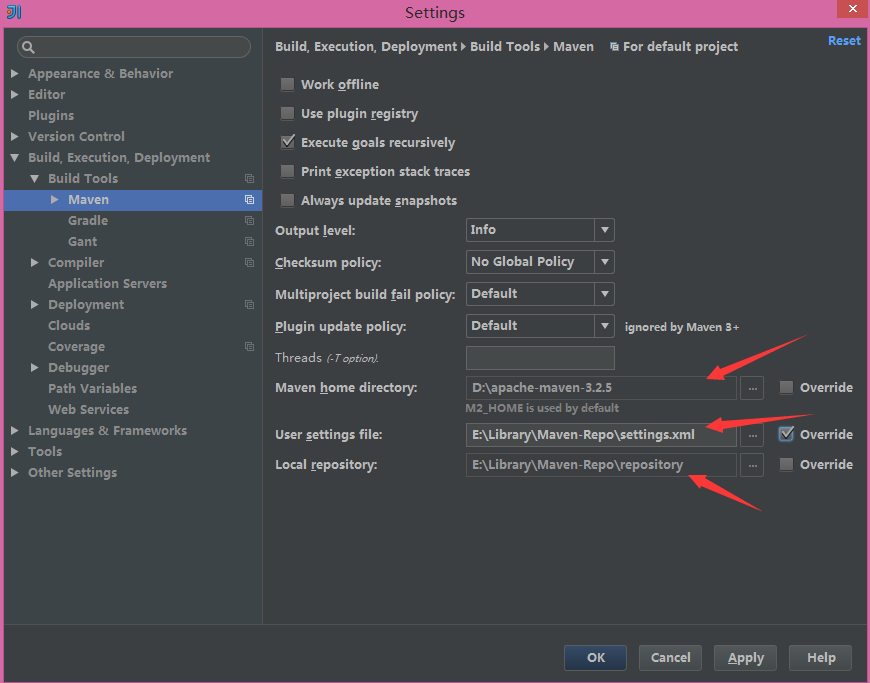 Settings
Build, Execution, Deployment Build Tools Maven For default project
Reset
Appearance & Behavior
Editor
Plugins
Version Control
Build, Execution, Deployment
Build Tools
Maven
Gradle
Gant
Compiler
Application Servers
Deployment
Clouds
Coverage
Debugger
Path Variables
Web Services
Languages & Frameworks
Tools
Other Settings
Work offline
Use plugin registry
Execute goals recursively
Print exception stack traces
Always update snapshots
Output level: Info
Checksum policy: No Global Policy
Multiproject build fail policy: Default
Plugin update policy: Default ignored by Maven 3+
Threads (-T option).
Maven home directory: D:\apache-maven-3.2.5 ... Override
M2_HOME is used by default
User settings file: E:\Library\Maven-Repo\settings.xml ... Override
Local repository: E:\Library\Maven-Repo\repository ... Override
OK Cancel Apply Help